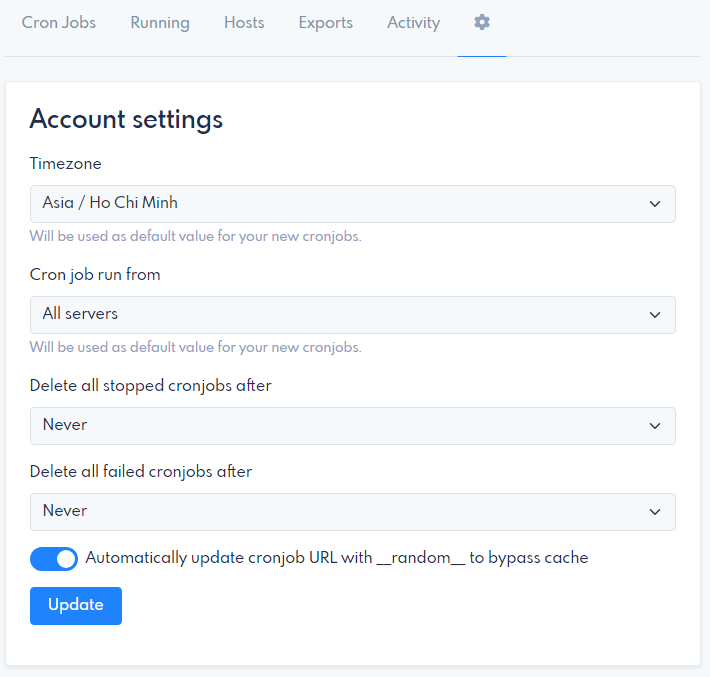 Cron Jobs Running Hosts Exports Activity
Account settings
Timezone
Asia / Ho Chi Minh
Will be used as default value for your new cronjobs.
Cron job run from
All servers
Will be used as default value for your new cronjobs.
Delete all stopped cronjobs after
Never
Delete all failed cronjobs after
Never
Automatically update cronjob URL with __random__ to bypass cache
Update